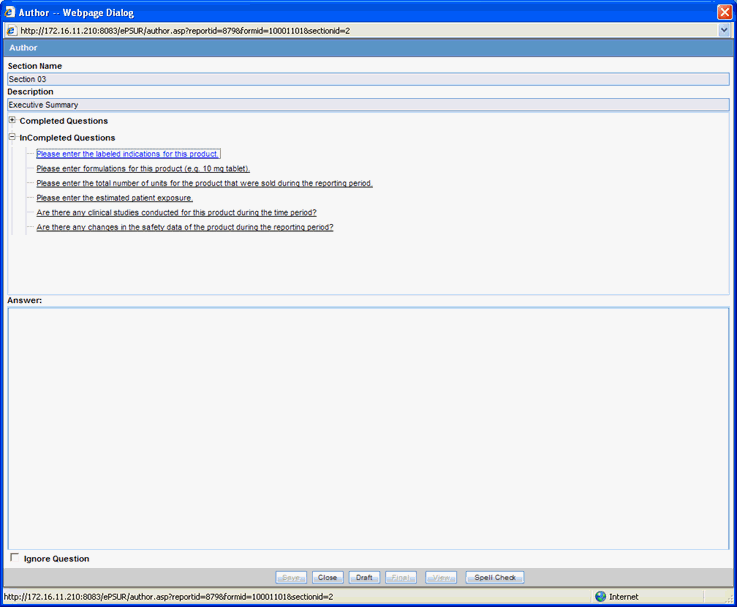 Author -- Webpage Dialog
http://172.16.11.210:8083/ePSUR/author.asp?reportid=879&formid=10001101&sectionid=2
Author
Section Name
Section 03
Description
Executive Summary
Completed Questions
InCompleted Questions
Please enter the labeled indications for this product.
Please enter formulations for this product (e.g. 10 mg tablet).
Please enter the total number of units for the product that were sold during the reporting period.
Please enter the estimated patient exposure.
Are there any clinical studies conducted for this product during the time period?
Are there any changes in the safety data of the product during the reporting period?
Answer:
Ignore Question
Save Close Draft Final View Spell Check
http://172.16.11.210:8083/ePSUR/author.asp?reportid=879&formid=10001101&sectionid=2 Internet